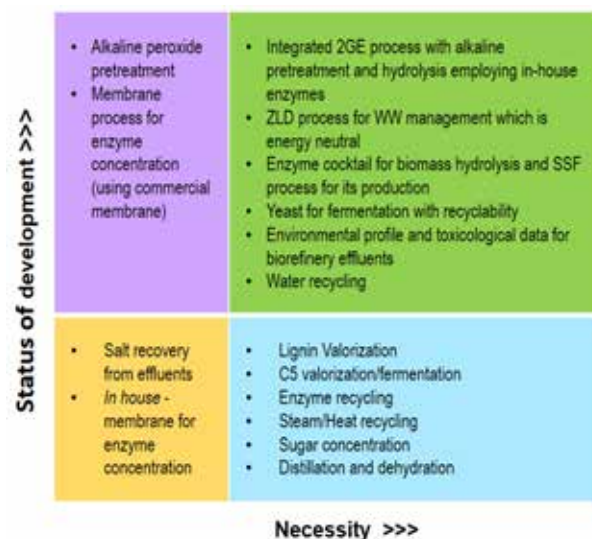 Status of development >>>
• Alkaline peroxide
pretreatment
• Membrane
process for
enzyme
concentration
(using commercial
membrane)
• Integrated 2GE process with alkaline
pretreatment and hydrolysis employing in-house
enzymes
• ZLD process for WW management which is
energy neutral
• Enzyme cocktail for biomass hydrolysis and SSF
process for its production
• Yeast for fermentation with recyclability
• Environmental profile and toxicological data for
biorefinery effluents
• Water recycling
• Salt recovery
from effluents
• In house -
membrane for
enzyme
concentration
• Lignin Valorization
• C5 valorization/fermentation
• Enzyme recycling
• Steam/Heat recycling
• Sugar concentration
• Distillation and dehydration
Necessity >>>